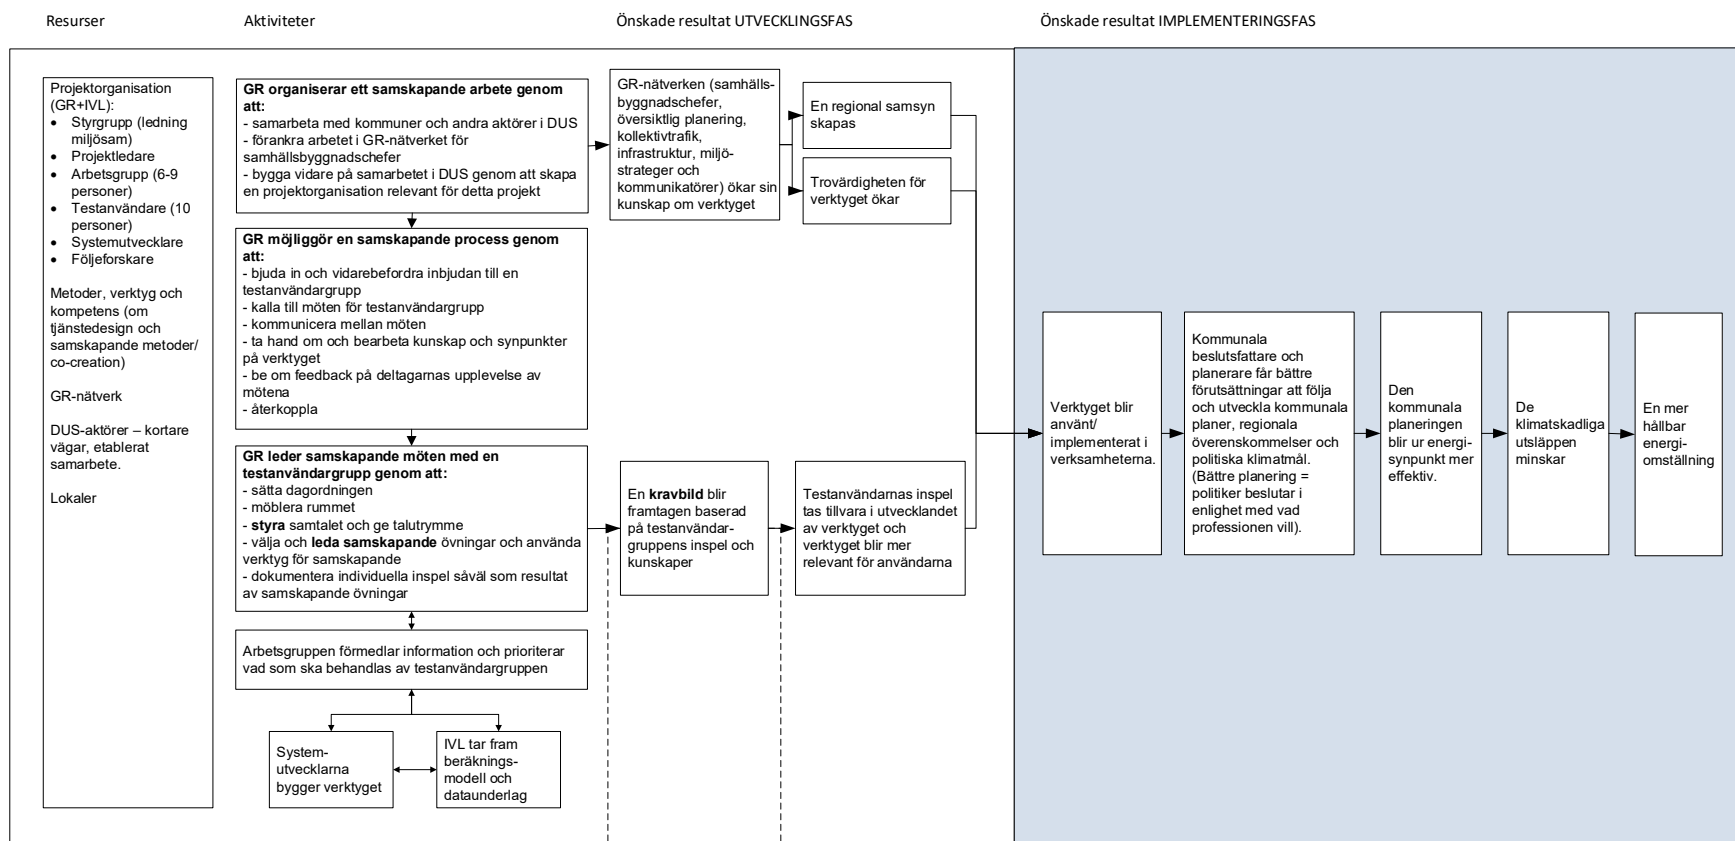 Resurser
Aktiviteter
Önskade resultat UTVECKLINGSFAS
Önskade resultat IMPLEMENTERINGSFAS
Projektorganisation
(GR+IVL):
• Styrgrupp (ledning
miljösam)
• Projektledare
• Arbetsgrupp (6-9
personer)
• Testanvändare (10
personer)
• Systemutvecklare
• Följeforskare
Metoder, verktyg och
kompetens (om
tjänstedesign och
samskapande metoder/
co-creation)
GR-nätverk
DUS-aktörer – kortare
vägar, etablerat
samarbete.
Lokaler
GR organiserar ett samskapande arbete genom
att:
- samarbeta med kommuner och andra aktörer i DUS
- förankra arbetet i GR-nätverket för
samhällsbyggnadschefer
- bygga vidare på samarbetet i DUS genom att skapa
en projektorganisation relevant för detta projekt
GR möjliggör en samskapande process genom
att:
- bjuda in och vidarebefordra inbjudan till en
testanvändargrupp
- kalla till möten för testanvändargrupp
- kommunicera mellan möten
- ta hand om och bearbeta kunskap och synpunkter
på verktyget
- be om feedback på deltagarnas upplevelse av
mötena
- återkoppla
GR leder samskapande möten med en
testanvändargrupp genom att:
- sätta dagordningen
- möblera rummet
- styra samtalet och ge talutrymme
- välja och leda samskapande övningar och använda
verktyg för samskapande
- dokumentera individuella inspel såväl som resultat
av samskapande övningar
Arbetsgruppen förmedlar information och prioriterar
vad som ska behandlas av testanvändargruppen
System-
utvecklarna
bygger verktyget
IVL tar fram
beräknings-
modell och
dataunderlag
GR-nätverken (samhälls-
byggnadschefer,
översiktlig planering,
kollektivtrafik,
infrastruktur, miljö-
strateger och
kommunikatörer) ökar sin
kunskap om verktyget
En regional samsyn
skapas
Trovärdigheten för
verktyget ökar
En kravbild blir
framtagen baserad
på testanvändar-
gruppens inspel och
kunskaper
Testanvändarnas inspel
tas tillvara i utvecklandet
av verktyget och
verktyget blir mer
relevant för användarna
Verktyget blir
använt/
implementerat i
verksamheterna.
Kommunala
beslutsfattare och
planerare får bättre
förutsättningar att följa
och utveckla kommunala
planer, regionala
överenskommelser och
politiska klimatmål.
(Bättre planering =
politiker beslutar i
enlighet med vad
professionen vill).
Den
kommunala
planeringen
blir ur energi-
synpunkt mer
effektiv.
De
klimatskadliga
utsläppen
minskar
En mer
hållbar
energi-
omställning